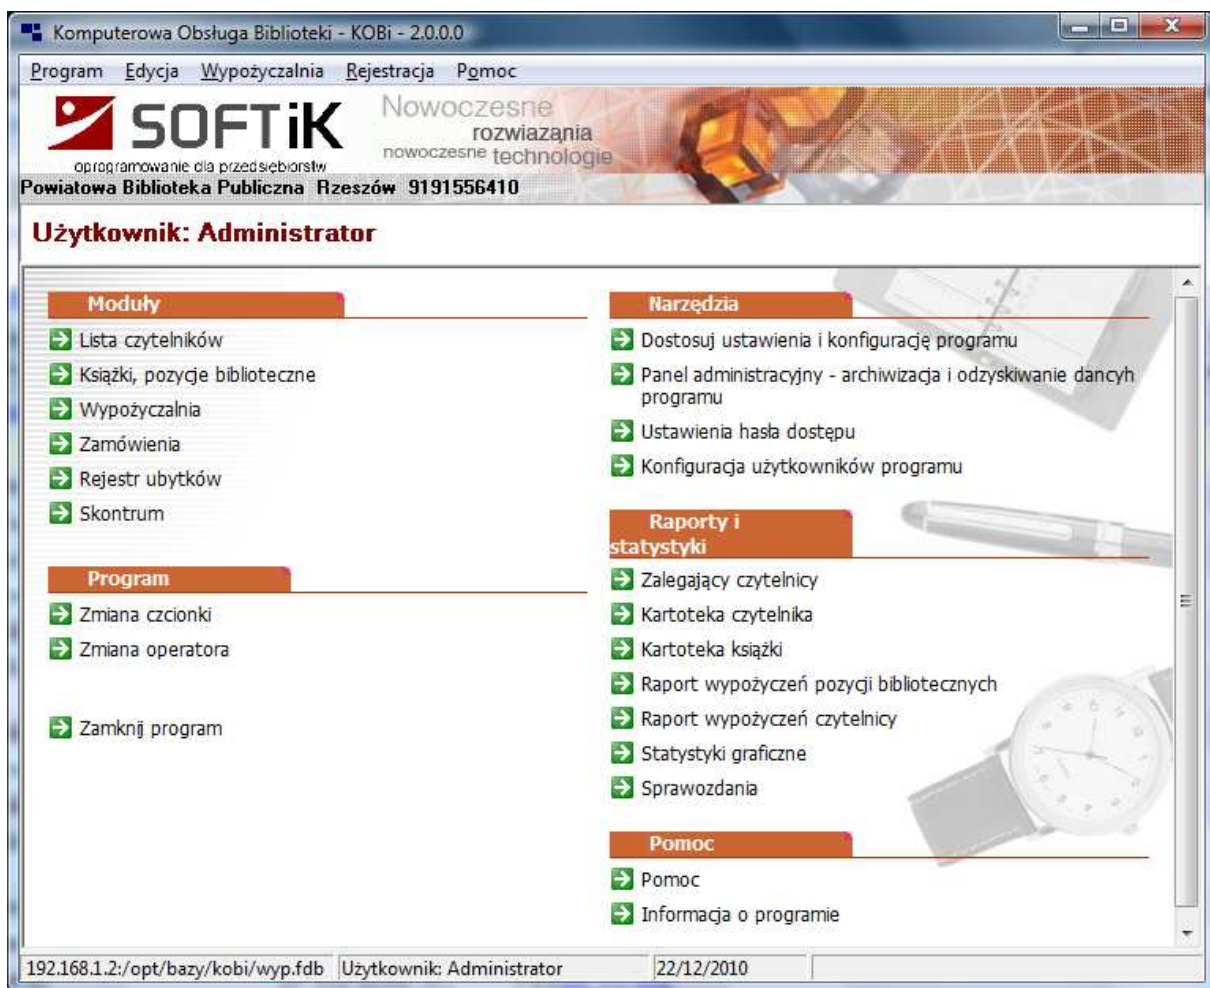 Komputerowa Obsługa Biblioteki - KOBi - 2.0.0.0
Program Edycja Wypożyczalnia Rejestracja Pomoc
SOFTiK
oprogramowanie dla przedsiębiorstw
Nowoczesne
rozwiązania
nowoczesne technologie
Powiatowa Biblioteka Publiczna Rzeszów 9191556410
Użytkownik: Administrator
Moduły
Lista czytelników
Książki, pozycje biblioteczne
Wypożyczalnia
Zamówienia
Rejestr ubytków
Skontrum
Program
Zmiana czcionki
Zmiana operatora
Zamknij program
Narzędzia
Dostosuj ustawienia i konfigurację programu
Panel administracyjny - archiwizacja i odzyskiwanie dancyh
programu
Ustawienia hasła dostępu
Konfiguracja użytkowników programu
Raporty i
statystyki
Zalegający czytelnicy
Kartoteka czytelnika
Kartoteka książki
Raport wypożyczeń pozycji bibliotecznych
Raport wypożyczeń czytelnicy
Statystyki graficzne
Sprawozdania
Pomoc
Pomoc
Informacja o programie
192.168.1.2:/opt/bazy/kobi/wyp.fdb Użytkownik: Administrator 22/12/2010